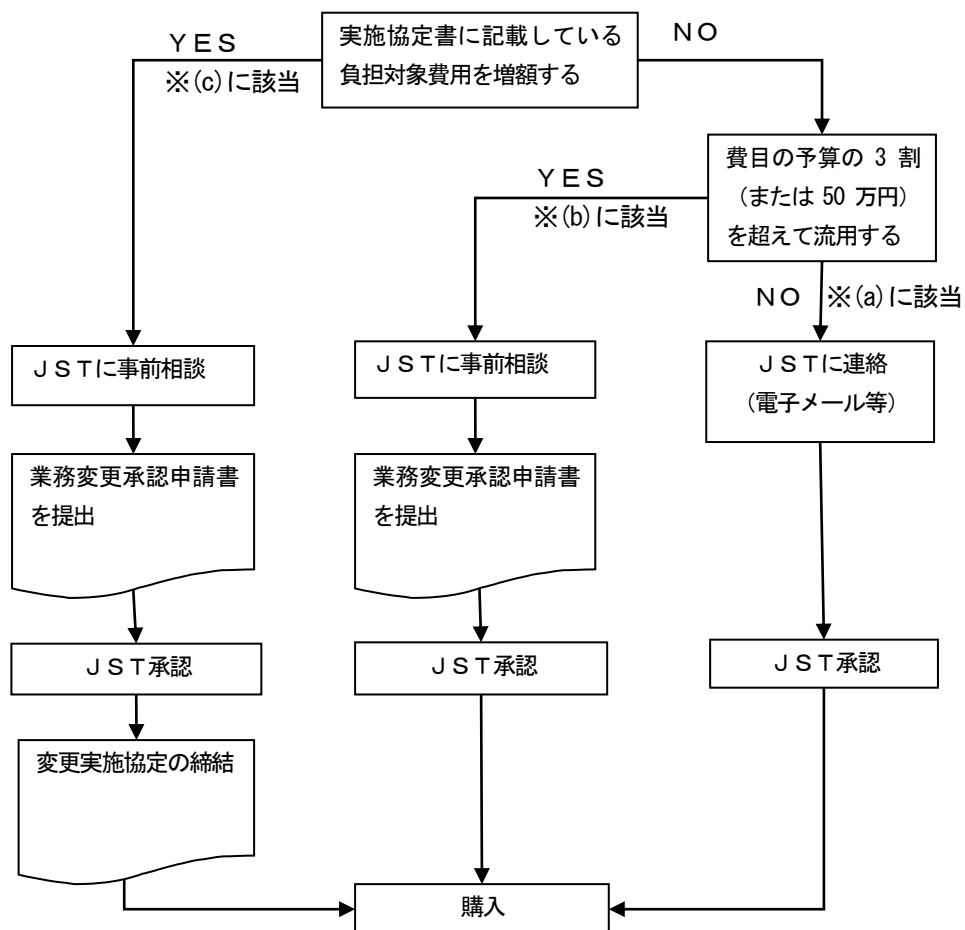 実施協定書に記載している
負担対象費用を増額する
ＹＥＳ
※(c)に該当
ＮＯ
費目の予算の 3 割
（または 50 万円）
を超えて流用する
ＹＥＳ
※(b)に該当
ＮＯ ※(a)に該当
ＪＳＴに事前相談
ＪＳＴに事前相談
ＪＳＴに連絡
（電子メール等）
業務変更承認申請書
を提出
業務変更承認申請書
を提出
ＪＳＴ承認
ＪＳＴ承認
ＪＳＴ承認
変更実施協定の締結
購入